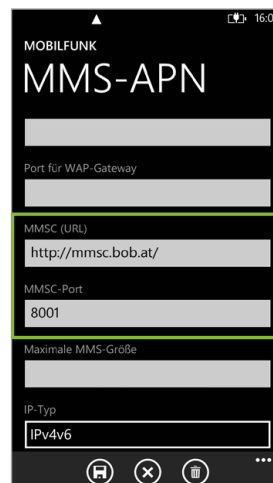 16:0
MOBILFUNK
MMS-APN
Port für WAP-Gateway
MMSC (URL)
http://mmsc.bob.at/
MMSC-Port
8001
Maximale MMS-Größe
IP-Typ
IPv4v6